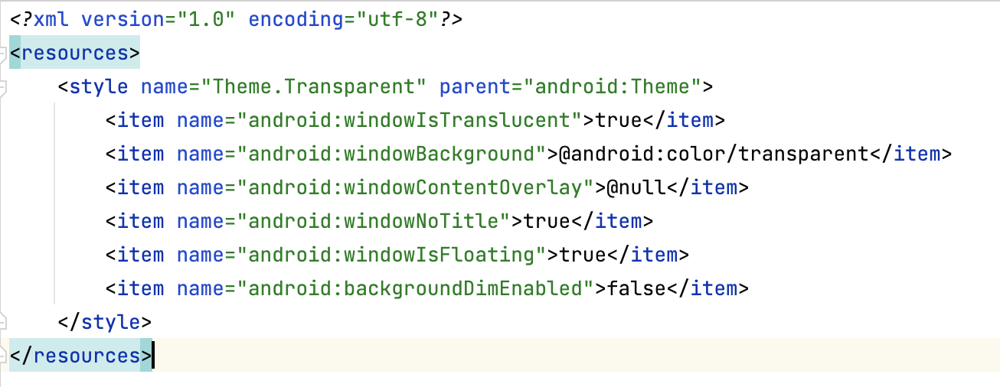 <?xml version="1.0" encoding="utf-8"?>
<resources>
    <style name="Theme.Transparent" parent="android:Theme">
        <item name="android:windowIsTranslucent">true</item>
        <item name="android:windowBackground">@android:color/transparent</item>
        <item name="android:windowContentOverlay">@null</item>
        <item name="android:windowNoTitle">true</item>
        <item name="android:windowIsFloating">true</item>
        <item name="android:backgroundDimEnabled">false</item>
    </style>
</resources>